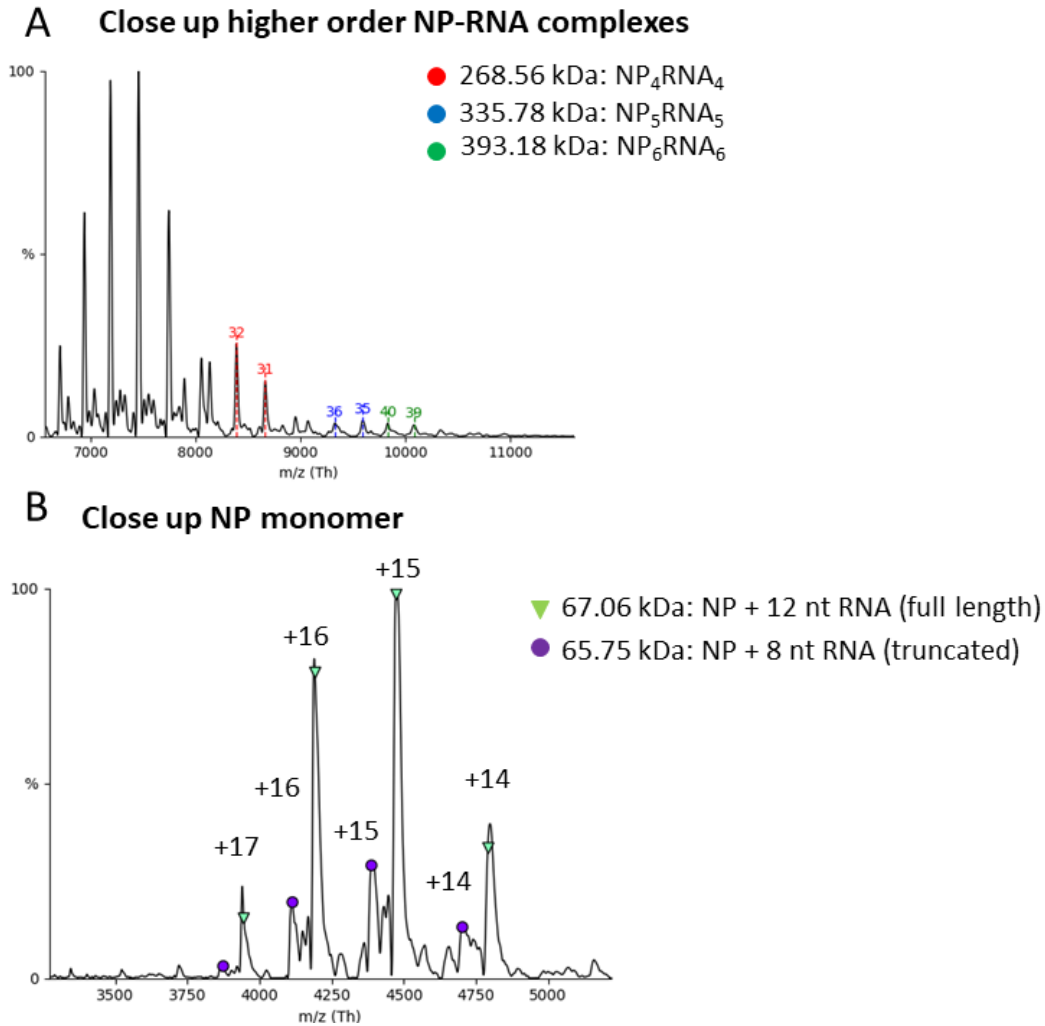 A Close up higher order NP-RNA complexes
268.56 kDa: NP₄RNA₄
335.78 kDa: NP₅RNA₅
393.18 kDa: NP₆RNA₆
100
%
0
32
31
36
35
40
39
7000 8000 9000 10000 11000
m/z (Th)
B Close up NP monomer
67.06 kDa: NP + 12 nt RNA (full length)
65.75 kDa: NP + 8 nt RNA (truncated)
100
%
0
+15
+16
+14
+16
+15
+17
+14
3500 3750 4000 4250 4500 4750 5000
m/z (Th)